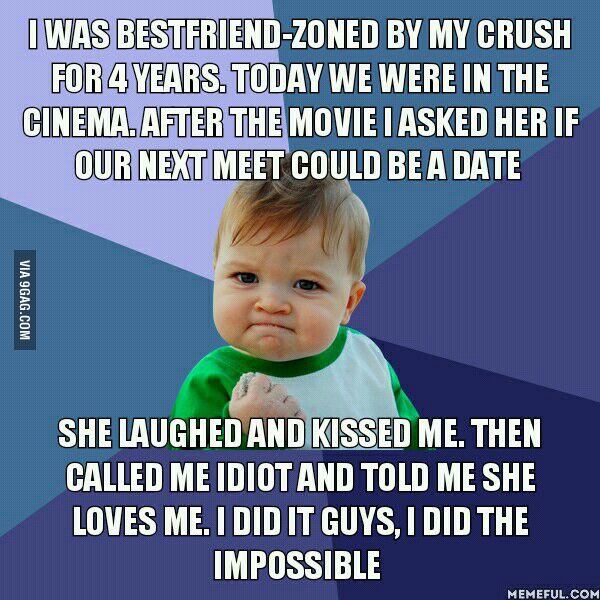 I WAS BESTFRIEND-ZONED BY MY CRUSH
FOR 4 YEARS. TODAY WE WERE IN THE
CINEMA. AFTER THE MOVIE I ASKED HER IF
OUR NEXT MEET COULD BE A DATE
VIA 9GAG.COM
SHE LAUGHED AND KISSED ME. THEN
CALLED ME IDIOT AND TOLD ME SHE
LOVES ME. I DID IT GUYS, I DID THE
IMPOSSIBLE
MEMEFUL.COM